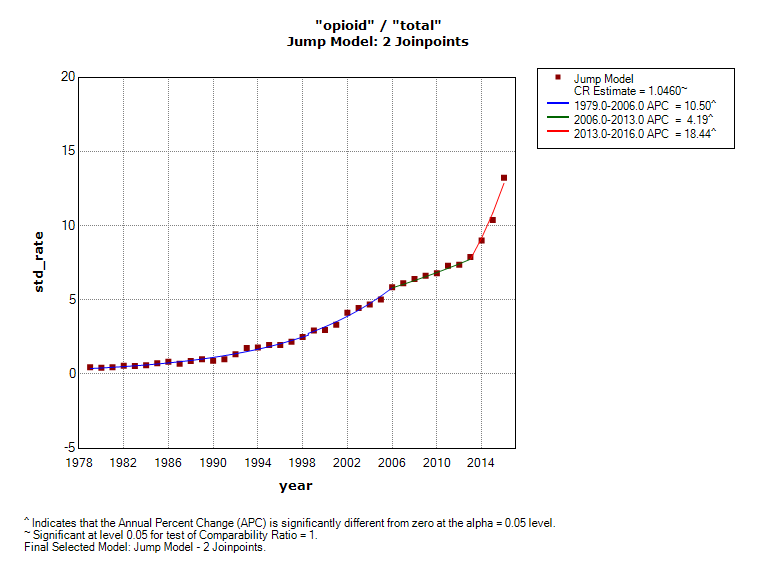 "opioid" / "total"
Jump Model: 2 Joinpoints
Jump Model
CR Estimate = 1.0460~
1979.0-2006.0 APC = 10.50^
2006.0-2013.0 APC = 4.19^
2013.0-2016.0 APC = 18.44^
20
15
10
5
0
-5
std_rate
1978 1982 1986 1990 1994 1998 2002 2006 2010 2014
year
^ Indicates that the Annual Percent Change (APC) is significantly different from zero at the alpha = 0.05 level.
~ Significant at level 0.05 for test of Comparability Ratio = 1.
Final Selected Model: Jump Model - 2 Joinpoints.